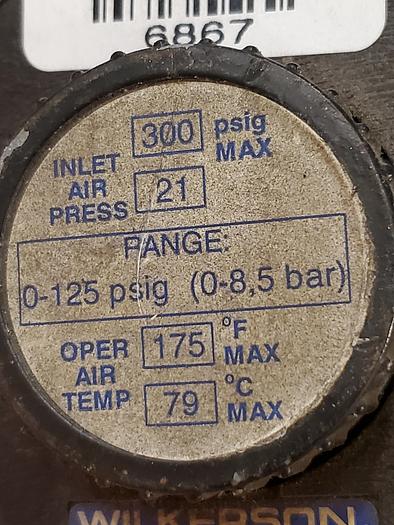 6867
300 psig MAX
INLET AIR PRESS
21
RANGE:
0-125 psig (0-8,5 bar)
OPER AIR TEMP
175 °F MAX
79 °C MAX
WILKERSON